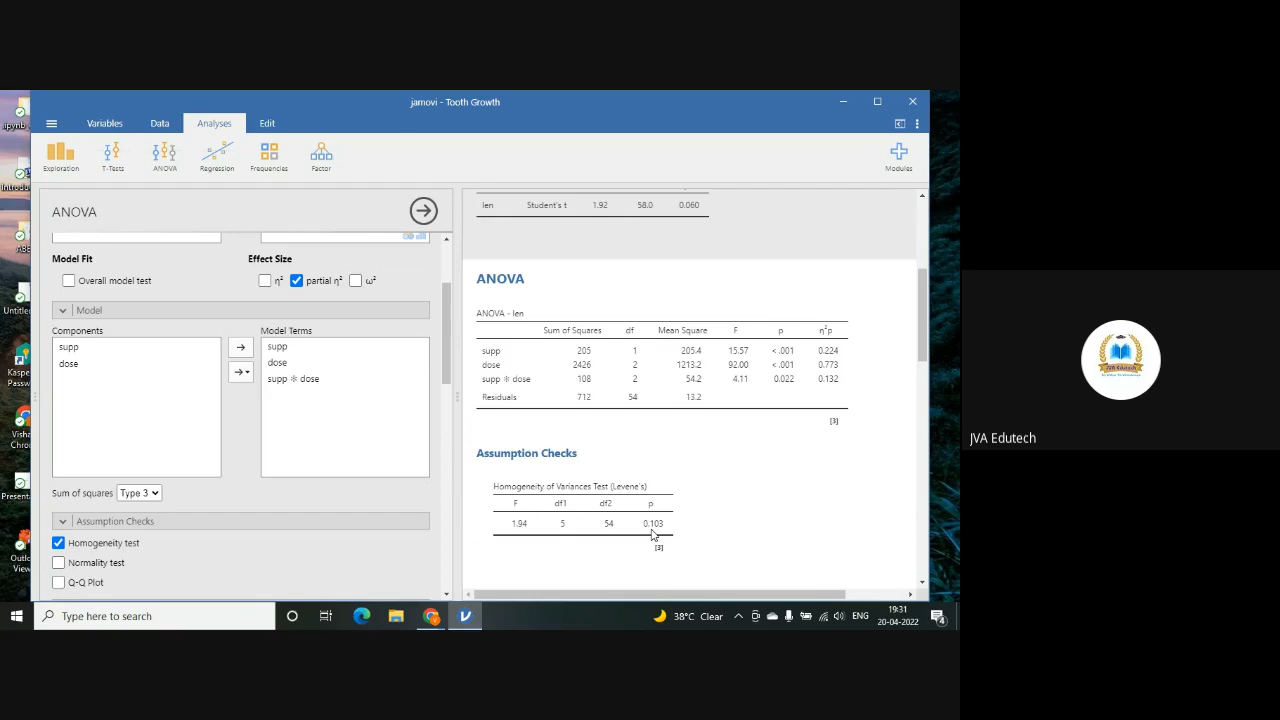 jamovi - Tooth Growth
Variables Data Analyses Edit
Exploration T-Tests ANOVA Regression Frequencies Factor Modules
ANOVA
Model Fit Effect Size
Overall model test η² partial η² ω²
Model
Components Model Terms
supp supp
dose dose
supp ✻ dose
Sum of squares Type 3
Assumption Checks
Homogeneity test
Normality test
Q-Q Plot
len Student's t 1.92 58.0 0.060
ANOVA
ANOVA - len
Sum of Squares df Mean Square F p η²p
supp 205 1 205.4 15.57 < .001 0.224
dose 2426 2 1213.2 92.00 < .001 0.773
supp ✻ dose 108 2 54.2 4.11 0.022 0.132
Residuals 712 54 13.2
[3]
Assumption Checks
Homogeneity of Variances Test (Levene's)
F df1 df2 p
1.94 5 54 0.103
[3]
Type here to search
38°C Clear
ENG
19:31
20-04-2022
4
JVA Edutech